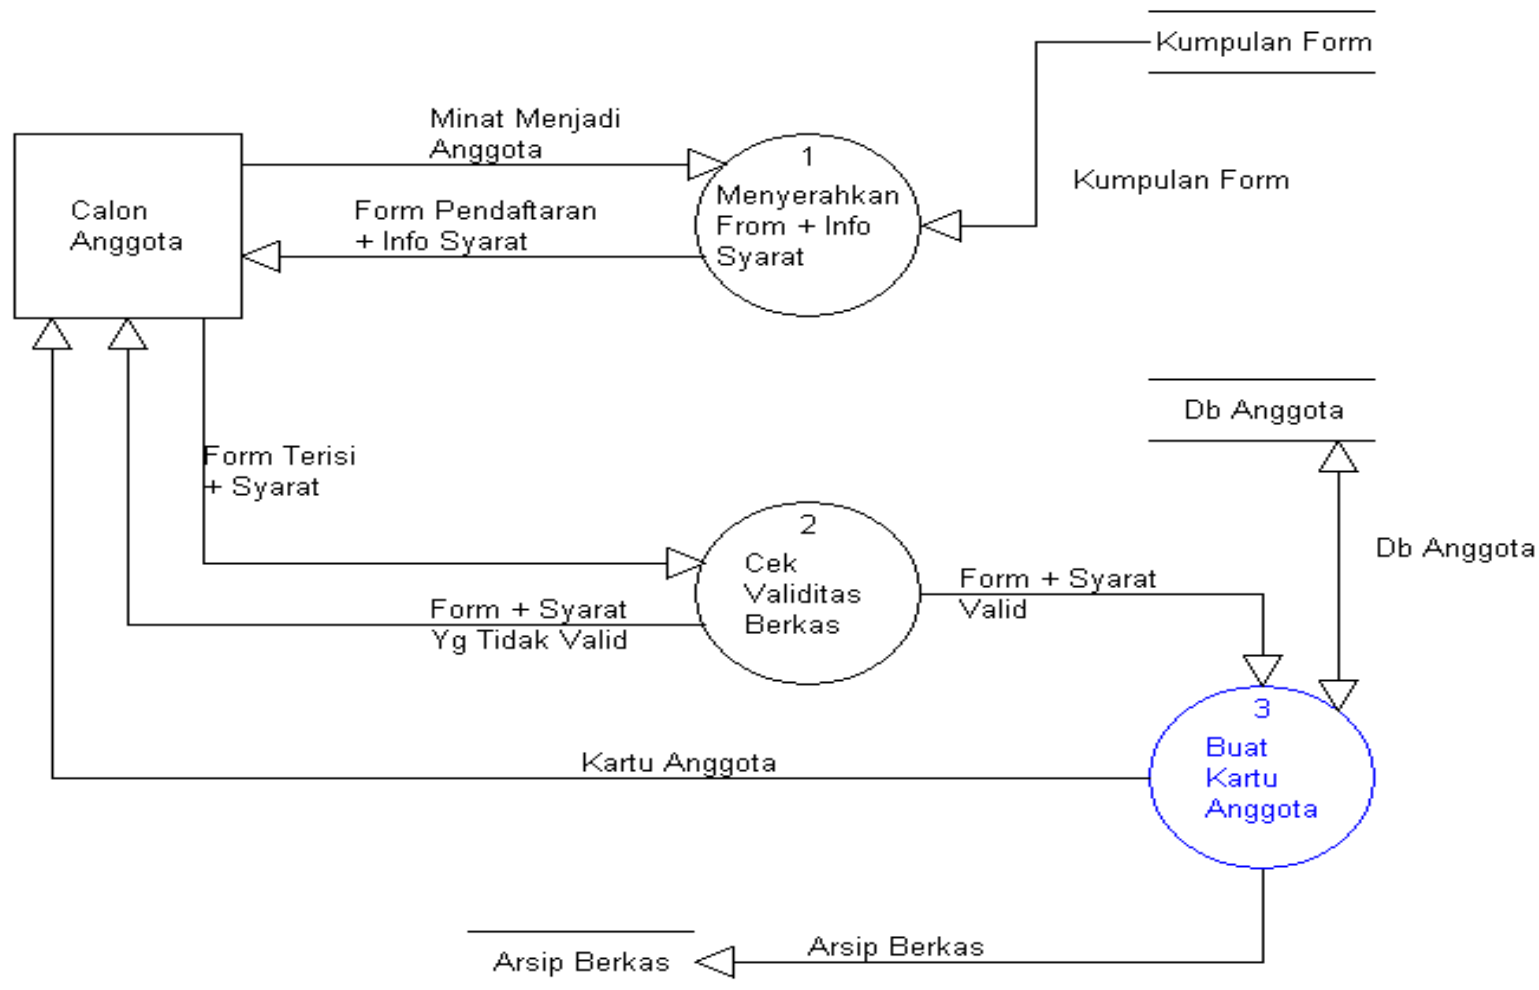 Kumpulan Form
Minat Menjadi
Anggota
1
Menyerahkan
From + Info
Syarat
Kumpulan Form
Calon
Anggota
Form Pendaftaran
+ Info Syarat
Db Anggota
Form Terisi
+ Syarat
2
Cek
Validitas
Berkas
Db Anggota
Form + Syarat
Valid
Form + Syarat
Yg Tidak Valid
3
Buat
Kartu
Anggota
Kartu Anggota
Arsip Berkas
Arsip Berkas